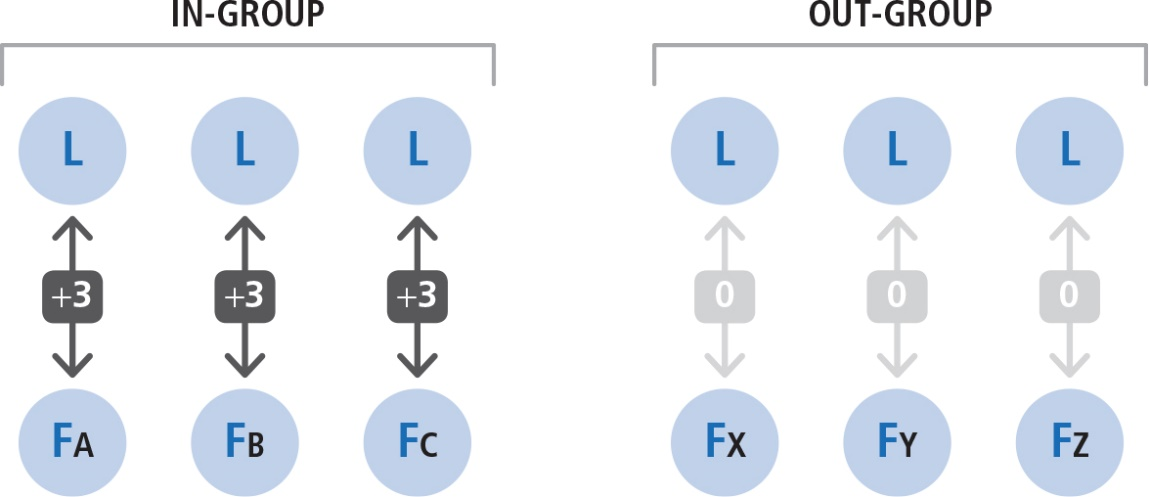 IN-GROUP OUT-GROUP
L L L L L L
+3 +3 +3 0 0 0
FA FB FC FX FY FZ